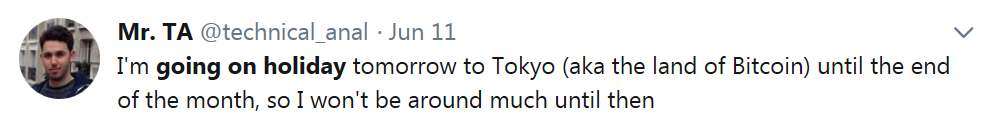 Mr. TA @technical_anal · Jun 11
I'm going on holiday tomorrow to Tokyo (aka the land of Bitcoin) until the end
of the month, so I won't be around much until then